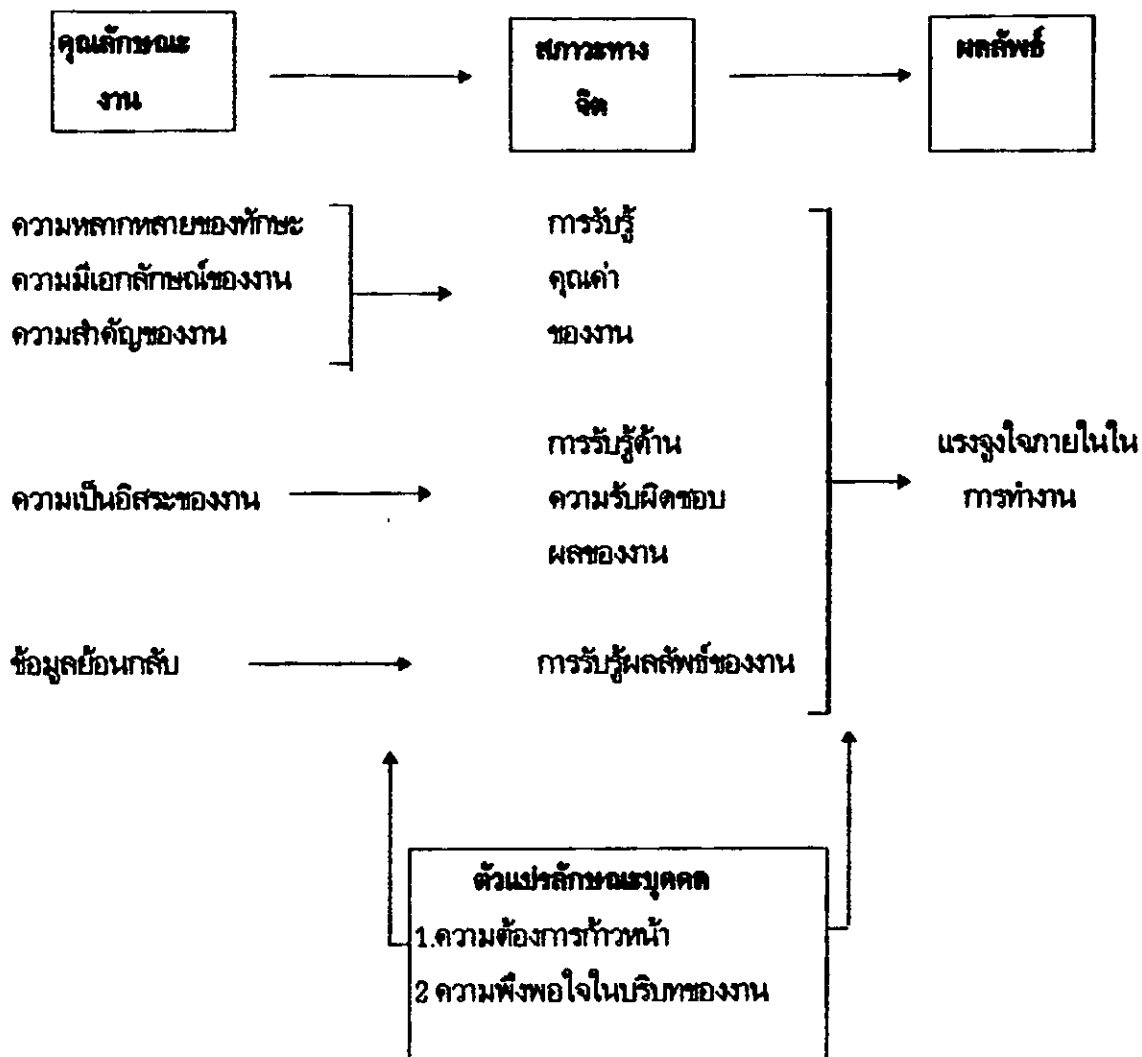 คุณลักษณะ
งาน
สภาวะทาง
จิต
ผลลัพธ์
ความหลากหลายของทักษะ
ความมีเอกลักษณ์ของงาน
ความสำคัญของงาน
การรับรู้
คุณค่า
ของงาน
ความเป็นอิสระของงาน
การรับรู้ด้าน
ความรับผิดชอบ
ผลของงาน
แรงจูงใจภายในใน
การทำงาน
ข้อมูลย้อนกลับ
การรับรู้ผลลัพธ์ของงาน
ตัวแปรลักษณะบุคคล
1.ความต้องการก้าวหน้า
2 ความพึงพอใจในบริบทของงาน